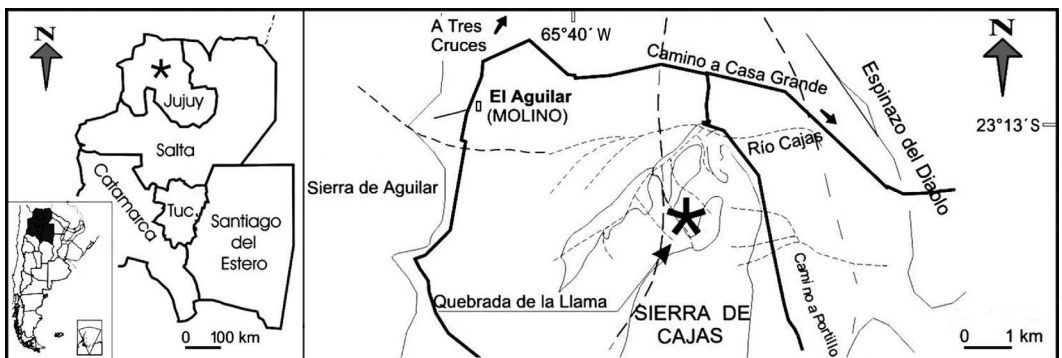 N
Jujuy
Salta
Catamarca
Tuc.
Santiago
del
Estero
0 100 km
A Tres
Cruces
65°40´ W
N
Camino a Casa Grande
Espinazo del Diablo
El Aguilar
(MOLINO)
23°13´S
Río Cajas
Sierra de Aguilar
Quebrada de la Llama
SIERRA DE
CAJAS
Camino a Portillo
0 1 km